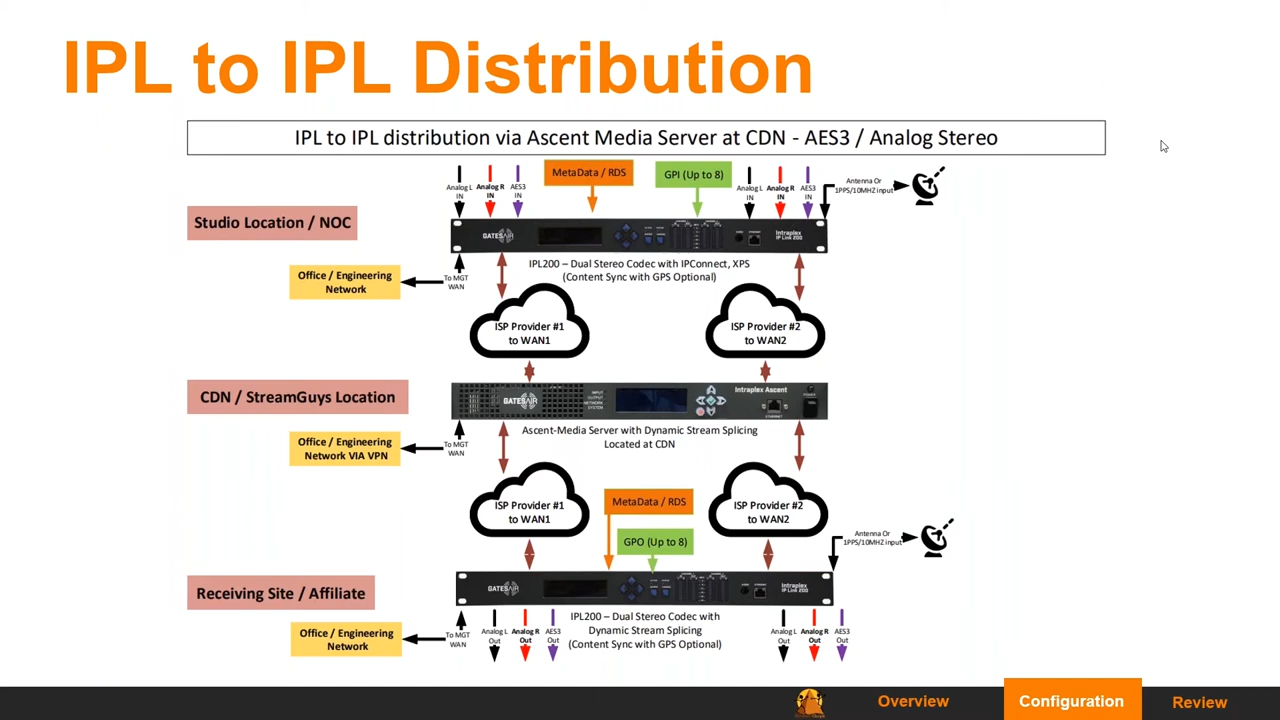 IPL to IPL Distribution
IPL to IPL distribution via Ascent Media Server at CDN - AES3 / Analog Stereo
Analog L
IN
Analog R
IN
AES3
IN
MetaData / RDS
GPI (Up to 8)
Analog L
IN
Analog R
IN
AES3
IN
Antenna Or
1PPS/10MHZ input
Studio Location / NOC
GATESAIR
Intraplex
IP Link 200
Office / Engineering
Network
To MGT
WAN
IPL200 – Dual Stereo Codec with IPConnect, XPS
(Content Sync with GPS Optional)
ISP Provider #1
to WAN1
ISP Provider #2
to WAN2
CDN / StreamGuys Location
GATESAIR
INPUT
OUTPUT
NETWORK
SYSTEM
Intraplex Ascent
ETHERNET
POWER
Office / Engineering
Network VIA VPN
To MGT
WAN
Ascent-Media Server with Dynamic Stream Splicing
Located at CDN
ISP Provider #1
to WAN1
MetaData / RDS
ISP Provider #2
to WAN2
GPO (Up to 8)
Antenna Or
1PPS/10MHZ input
Receiving Site / Affiliate
GATESAIR
Intraplex
IP Link 200
Office / Engineering
Network
To MGT
WAN
Analog L
Out
Analog R
Out
AES3
Out
IPL200 – Dual Stereo Codec with
Dynamic Stream Splicing
(Content Sync with GPS Optional)
Analog L
Out
Analog R
Out
AES3
Out
Overview
Configuration
Review